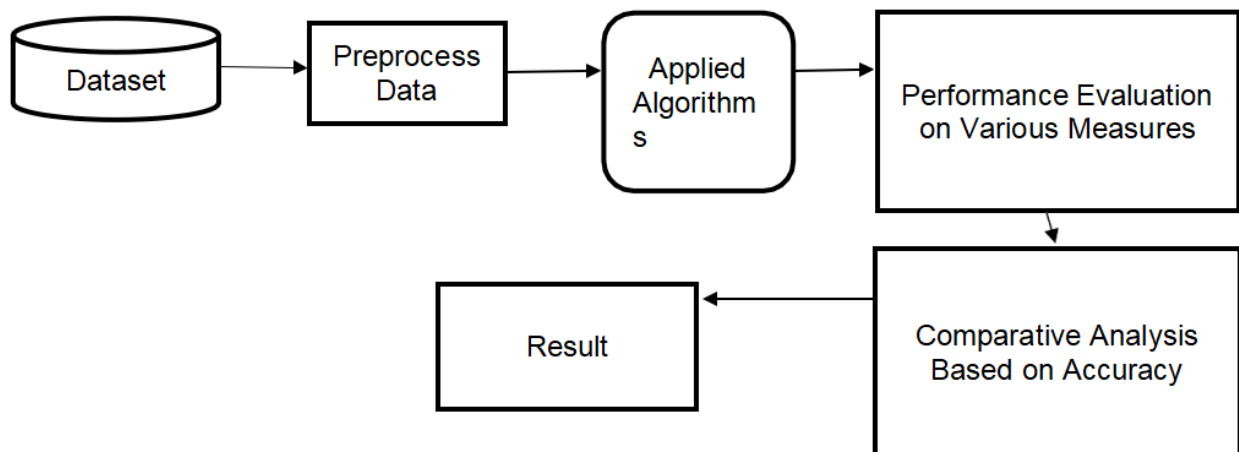 Dataset
Preprocess
Data
Applied
Algorithm
s
Performance Evaluation
on Various Measures
Comparative Analysis
Based on Accuracy
Result